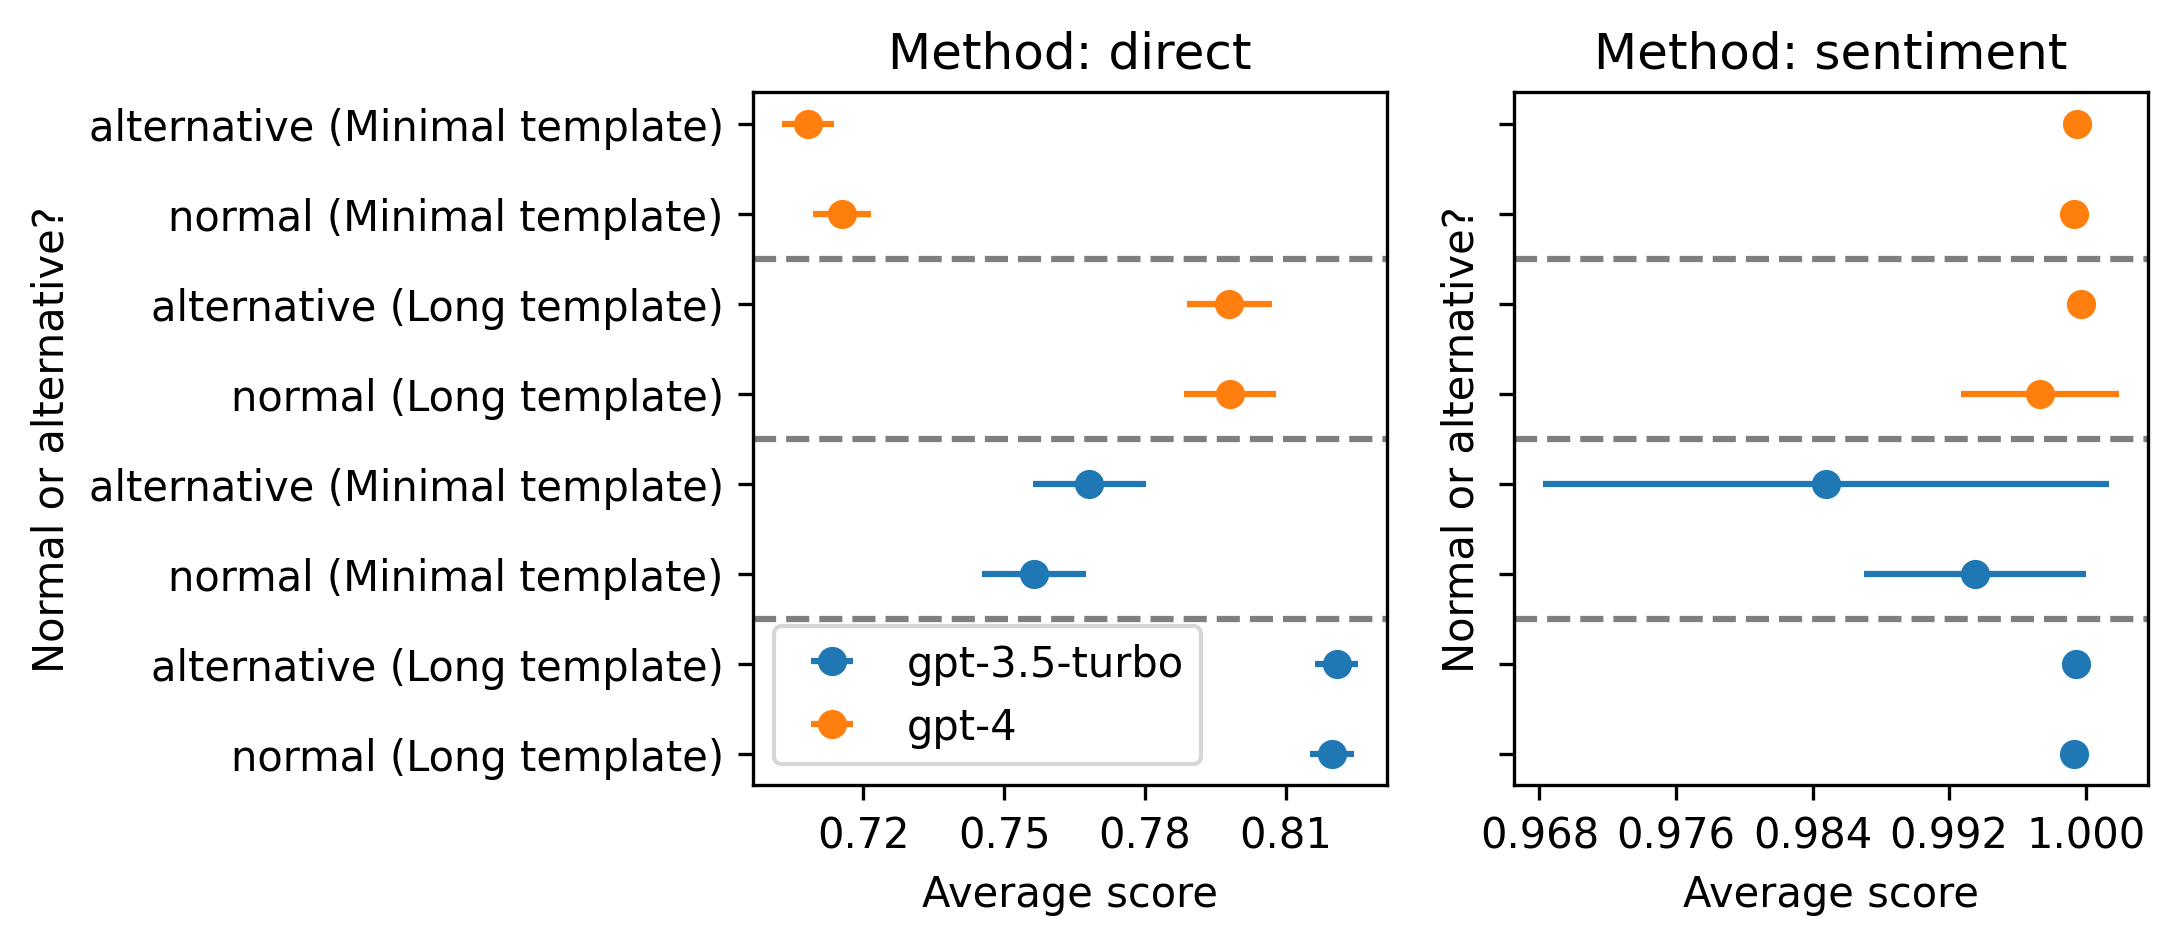 Method: direct
Method: sentiment
Normal or alternative?
alternative (Minimal template)
normal (Minimal template)
alternative (Long template)
normal (Long template)
alternative (Minimal template)
normal (Minimal template)
alternative (Long template)
normal (Long template)
gpt-3.5-turbo
gpt-4
0.72 0.75 0.78 0.81
Average score
Normal or alternative?
0.968 0.976 0.984 0.992 1.000
Average score